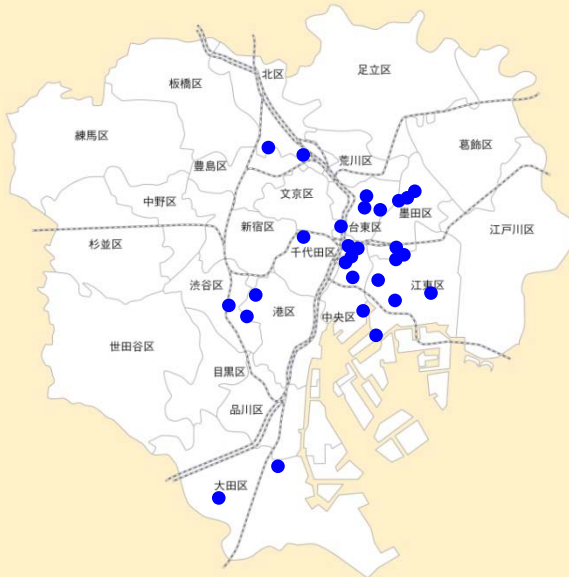 足立区
北区
板橋区
練馬区
葛飾区
荒川区
豊島区
文京区
中野区
墨田区
台東区
新宿区
江戸川区
杉並区
千代田区
渋谷区
江東区
港区
中央区
世田谷区
目黒区
品川区
大田区